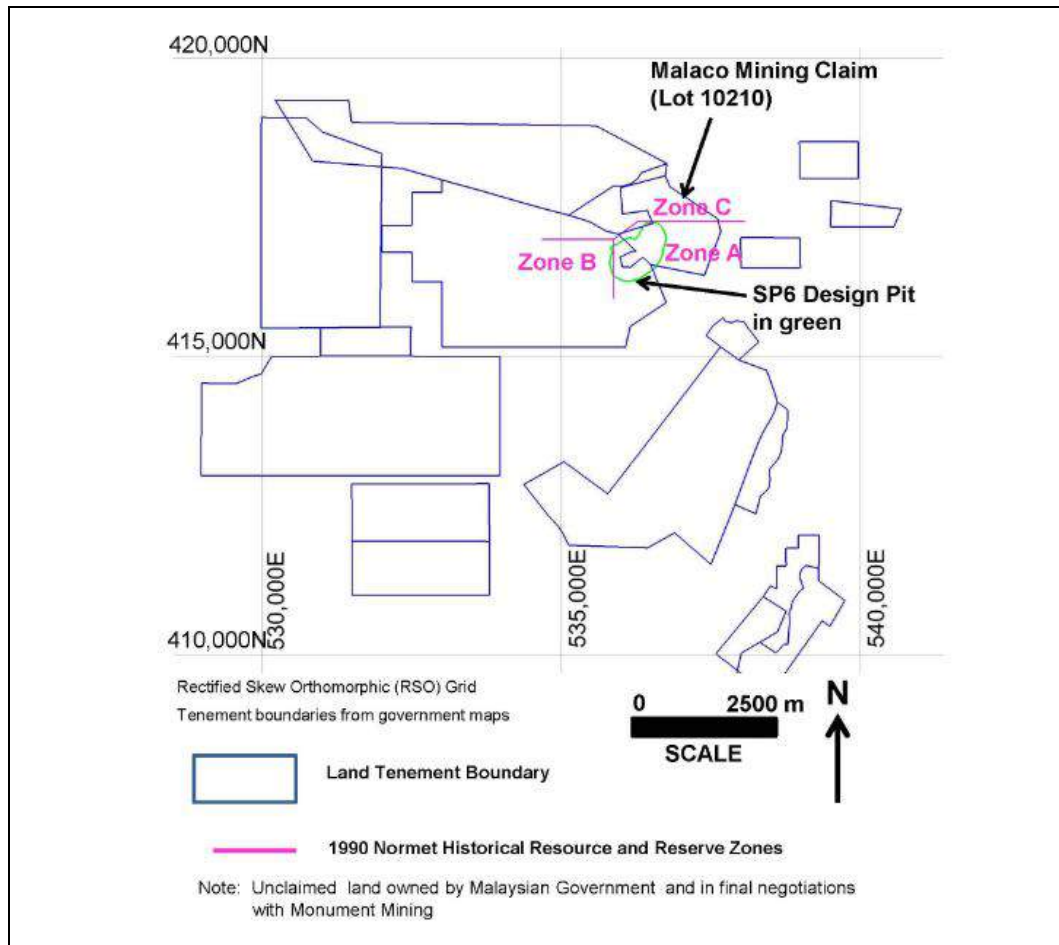 420,000N
Malaco Mining Claim
(Lot 10210)
Zone C
Zone B
Zone A
SP6 Design Pit
in green
415,000N
530,000E
535,000E
540,000E
410,000N
Rectified Skew Orthomorphic (RSO) Grid
Tenement boundaries from government maps
0 2500 m
SCALE
N
Land Tenement Boundary
1990 Normet Historical Resource and Reserve Zones
Note: Unclaimed land owned by Malaysian Government and in final negotiations
with Monument Mining